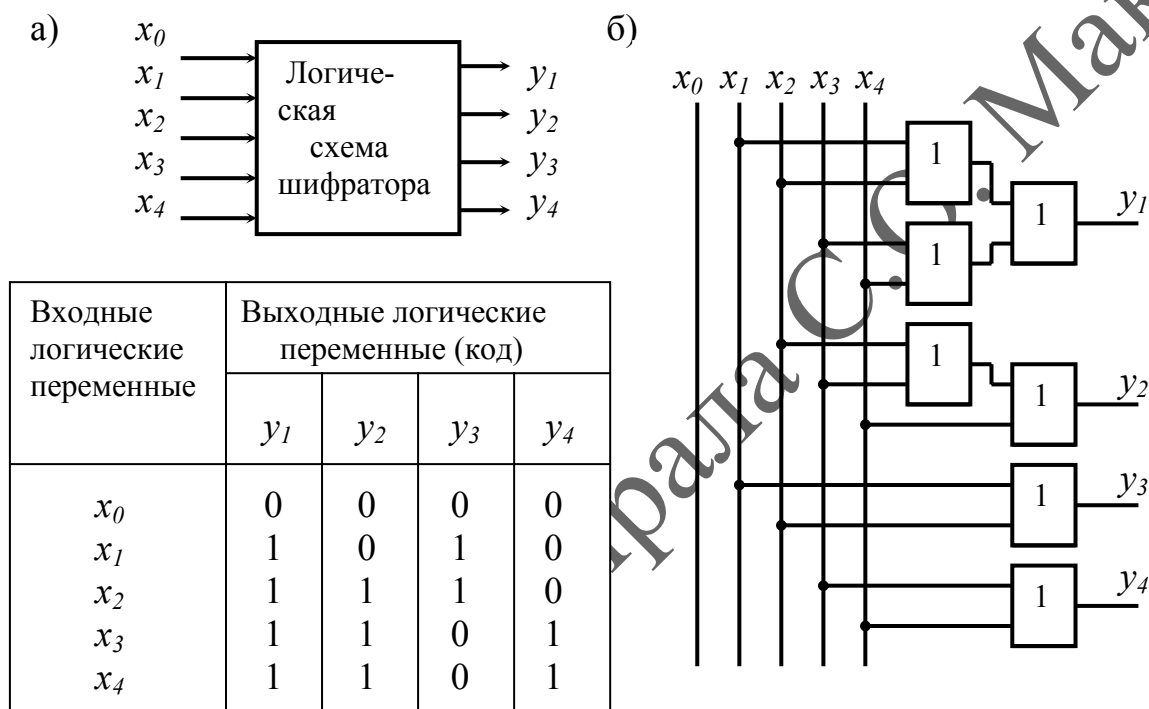 а)
x0
x1
x2
x3
x4
Логиче-
ская
схема
шифратора
y1
y2
y3
y4
Входные
логические
переменные
Выходные логические
переменные (код)
y1 y2 y3 y4
x0 0 0 0 0
x1 1 0 1 0
x2 1 1 1 0
x3 1 1 0 1
x4 1 1 0 1
б)
x0 x1 x2 x3 x4
1
1
1
y1
1
1
y2
1
y3
1
y4
рала С.О. Мак